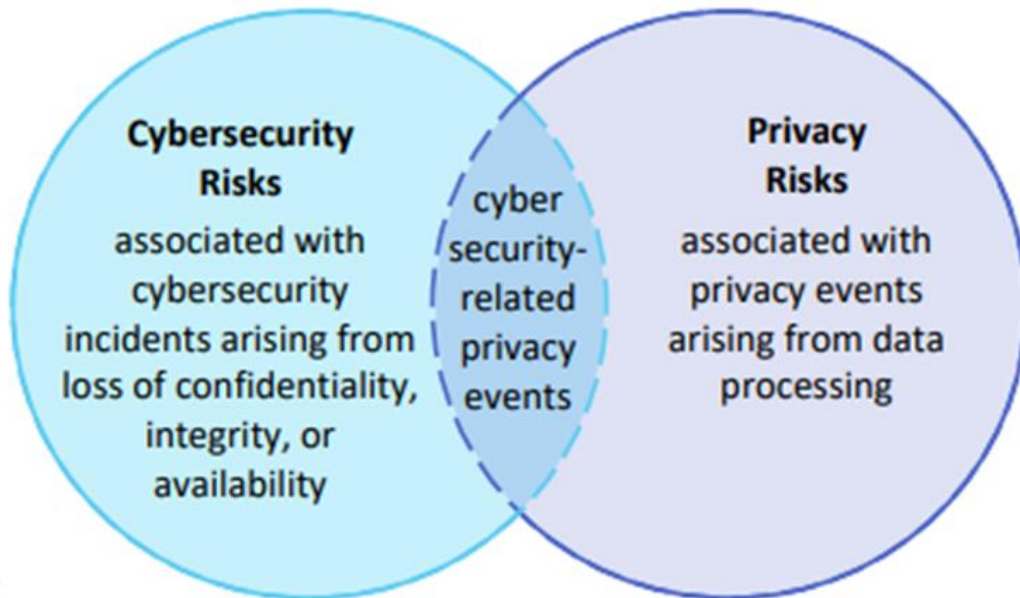 Cybersecurity
Risks
associated with
cybersecurity
incidents arising from
loss of confidentiality,
integrity, or
availability
cyber
security-
related
privacy
events
Privacy
Risks
associated with
privacy events
arising from data
processing